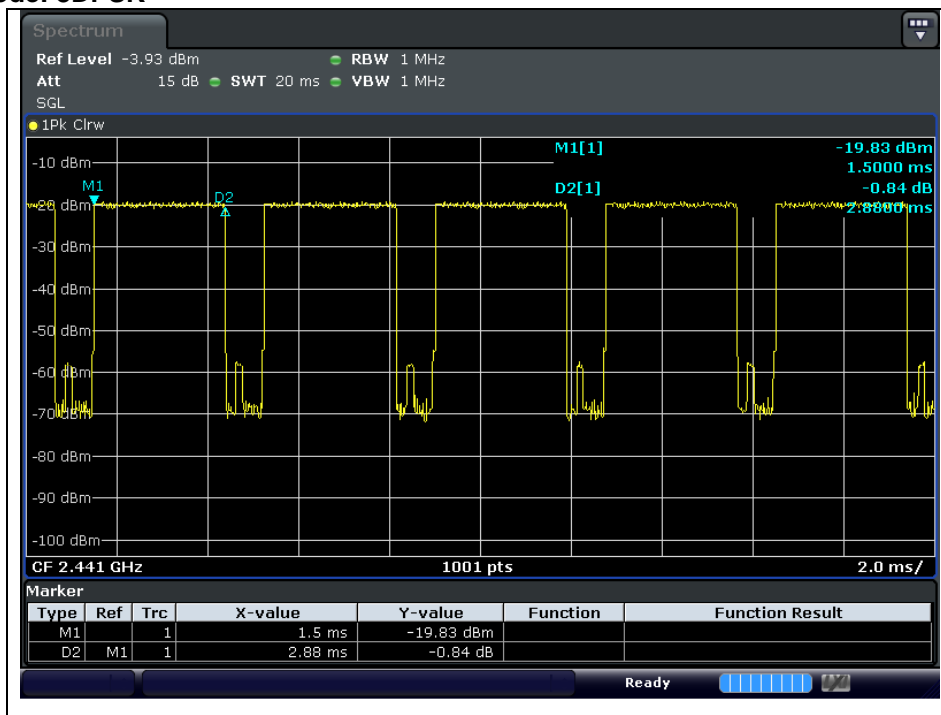 Spectrum
Ref Level -3.93 dBm RBW 1 MHz
Att 15 dB SWT 20 ms VBW 1 MHz
SGL
1Pk Clrw
M1[1] -19.83 dBm
1.5000 ms
D2[1] -0.84 dB
2.8800 ms
M1
D2
-10 dBm
-20 dBm
-30 dBm
-40 dBm
-50 dBm
-60 dBm
-70 dBm
-80 dBm
-90 dBm
-100 dBm
CF 2.441 GHz 1001 pts 2.0 ms/
Marker
Type Ref Trc X-value Y-value Function Function Result
M1 1 1.5 ms -19.83 dBm
D2 M1 1 2.88 ms -0.84 dB
Ready